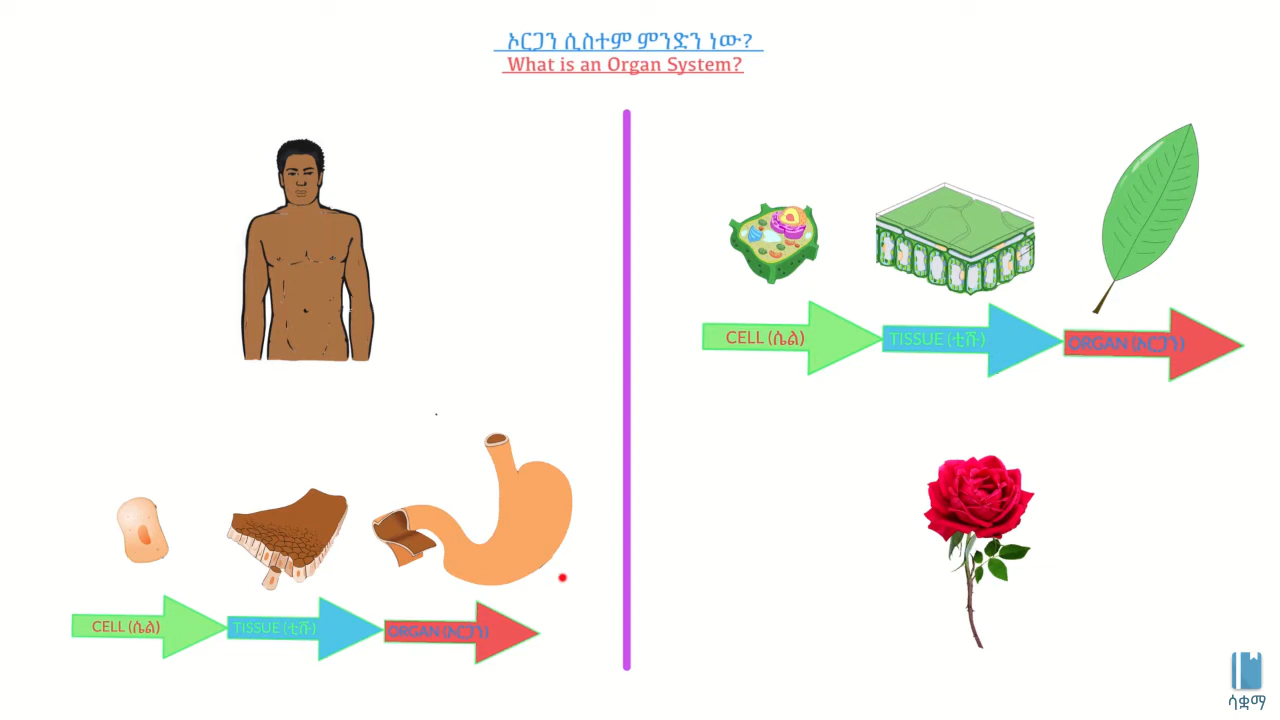 ኦርጋን ሲስተም ምንድን ነው?
What is an Organ System?
CELL (ሴል)
TISSUE (ቲሹ)
ORGAN (ኦርጋን)
CELL (ሴል)
TISSUE (ቲሹ)
ORGAN (ኦርጋን)
ሳቋማ